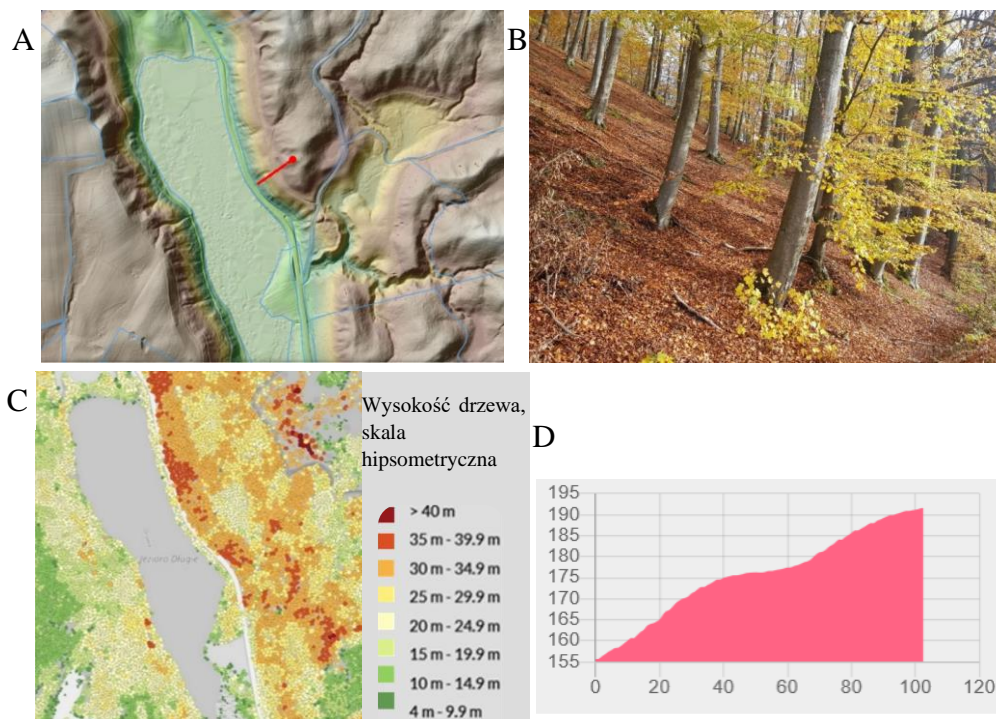 A
B
C
Wysokość drzewa,
skala
hipsometryczna
> 40 m
35 m - 39.9 m
30 m - 34.9 m
25 m - 29.9 m
20 m - 24.9 m
15 m - 19.9 m
10 m - 14.9 m
4 m - 9.9 m
Jezioro Długie
D
195
190
185
180
175
170
165
160
155
0
20
40
60
80
100
120